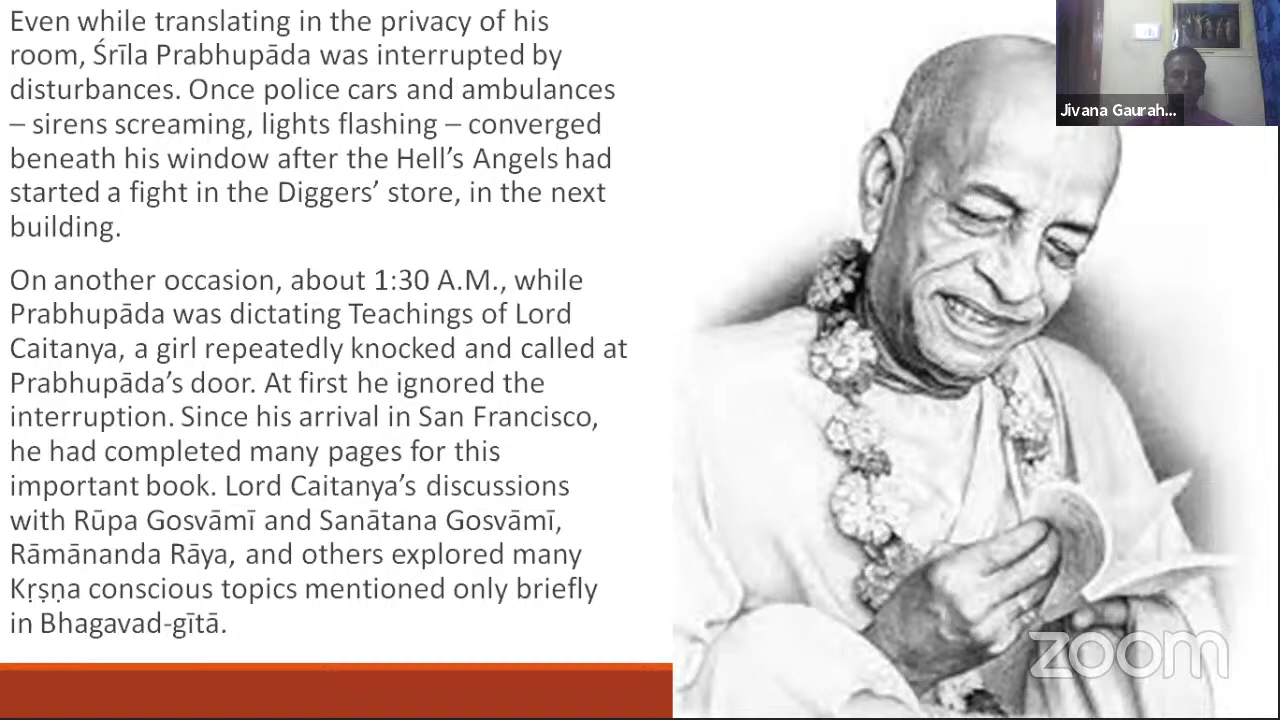 Even while translating in the privacy of his
room, Śrīla Prabhupāda was interrupted by
disturbances. Once police cars and ambulances
– sirens screaming, lights flashing – converged
beneath his window after the Hell’s Angels had
started a fight in the Diggers’ store, in the next
building.
On another occasion, about 1:30 A.M., while
Prabhupāda was dictating Teachings of Lord
Caitanya, a girl repeatedly knocked and called at
Prabhupāda’s door. At first he ignored the
interruption. Since his arrival in San Francisco,
he had completed many pages for this
important book. Lord Caitanya’s discussions
with Rūpa Gosvāmī and Sanātana Gosvāmī,
Rāmānanda Rāya, and others explored many
Kṛṣṇa conscious topics mentioned only briefly
in Bhagavad-gītā.
Jivana Gaurah...
zoom